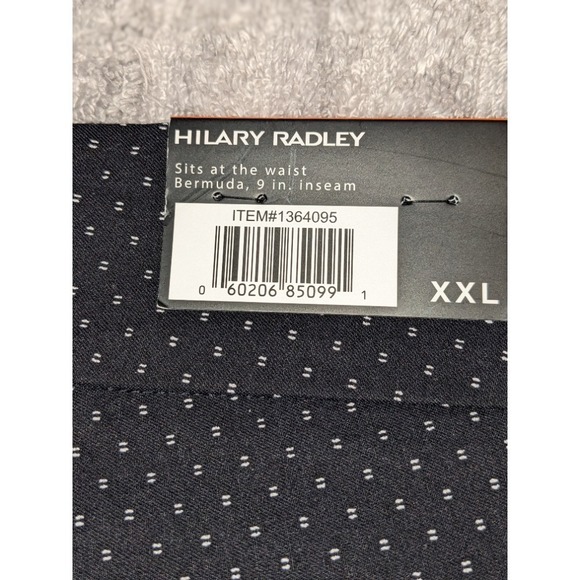 HILARY RADLEY
Sits at the waist
Bermuda, 9 in. inseam
ITEM#1364095
0 60206 85099 1
XXL